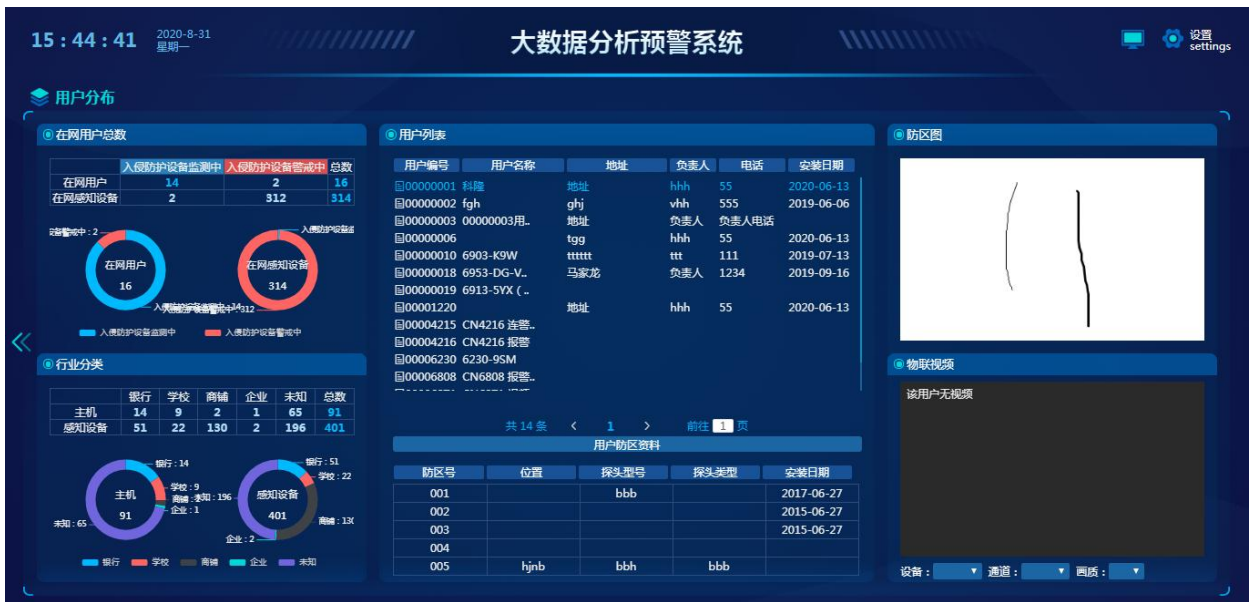 15:44:41 2020-8-31
星期一
大数据分析预警系统
设置
settings
用户分布
在网用户总数
入侵防护设备监测中 入侵防护设备警戒中 总数
在网用户 14 2 16
在网感知设备 2 312 314
设备警戒中 : 2
在网用户
16
入侵防护设
在网感知设备
314
入侵防护设备监测中 入侵防护设备警戒中
行业分类
银行 学校 商铺 企业 未知 总数
主机 14 9 2 1 65 91
感知设备 51 22 130 2 196 401
银行 : 14
学校 : 9
企业 : 1
未知 : 65
主机
91
银行 : 51
学校 : 22
商铺 : 13
企业 : 2
知 : 196
感知设备
401
银行 学校 商铺 企业 未知
用户列表
用户编号 用户名称 地址 负责人 电话 安装日期
00000001 科隆 地址 hhh 55 2020-06-13
00000002 fgh ghj vhh 555 2019-06-06
00000003 00000003用.. 地址 负责人 负责人电话
00000006 tgg hhh 55 2020-06-13
00000010 6903-K9W tttttt ttt 111 2019-07-13
00000018 6953-DG-V.. 马家龙 负责人 1234 2019-09-16
00000019 6913-5YX ( ..
00001220 地址 hhh 55 2020-06-13
00004215 CN4216 连警..
00004216 CN4216 报警
00006230 6230-9SM
00006808 CN6808 报警..
共 14 条 < 1 > 前往 1 页
用户防区资料
防区号 位置 探头型号 探头类型 安装日期
001 bbb 2017-06-27
002 2015-06-27
003 2015-06-27
004
005 hjnb bbh bbb
防区图
物联视频
该用户无视频
设备 : 通道 : 画质 :